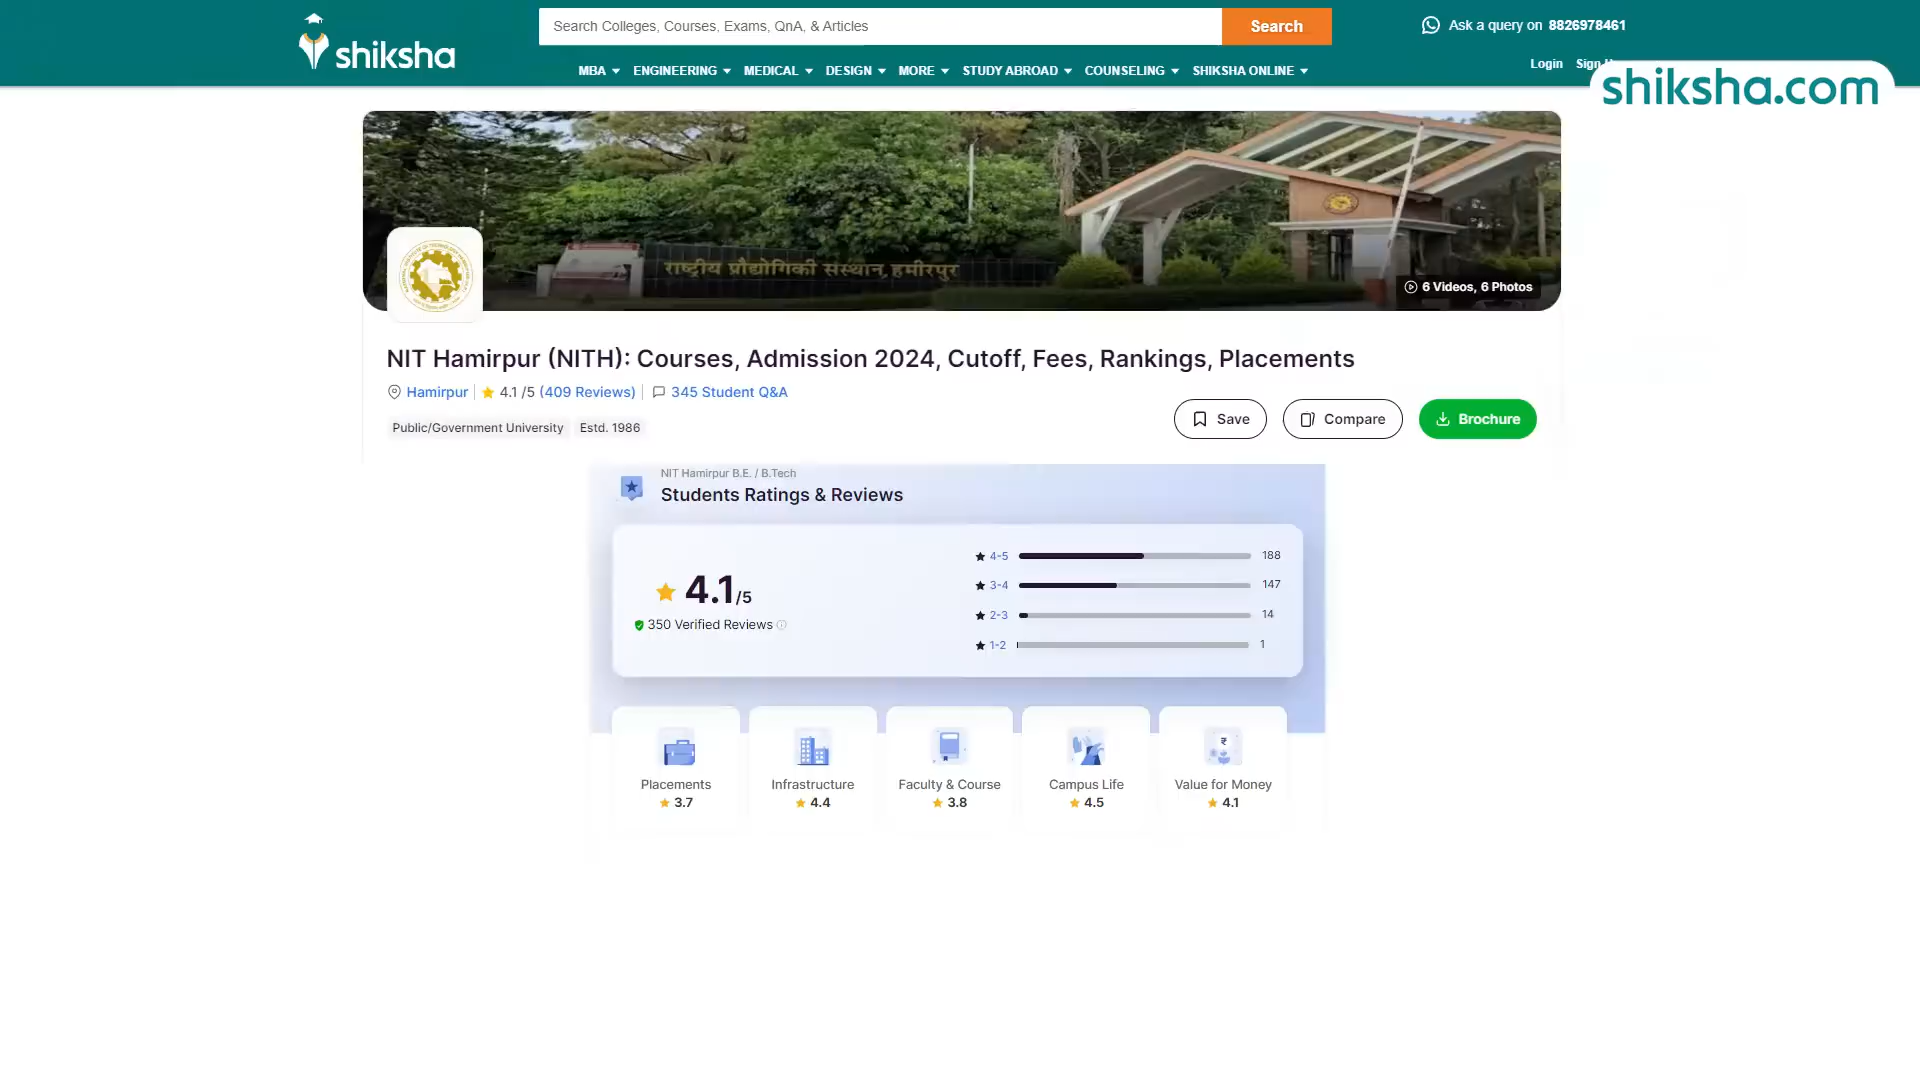 shiksha
Search Colleges, Courses, Exams, QnA, & Articles
Search
Ask a query on 8826978461
MBA ENGINEERING MEDICAL DESIGN MORE STUDY ABROAD COUNSELING SHIKSHA ONLINE
Login Sign
shiksha.com
राष्ट्रीय प्रौद्योगिकी संस्थान हमीरपुर
6 Videos, 6 Photos
NIT Hamirpur (NITH): Courses, Admission 2024, Cutoff, Fees, Rankings, Placements
Hamirpur 4.1 /5 (409 Reviews) 345 Student Q&A
Public/Government University Estd. 1986
Save Compare Brochure
NIT Hamirpur B.E. / B.Tech
Students Ratings & Reviews
4.1/5
350 Verified Reviews
4-5 188
3-4 147
2-3 14
1-2 1
Placements
3.7
Infrastructure
4.4
Faculty & Course
3.8
Campus Life
4.5
Value for Money
4.1